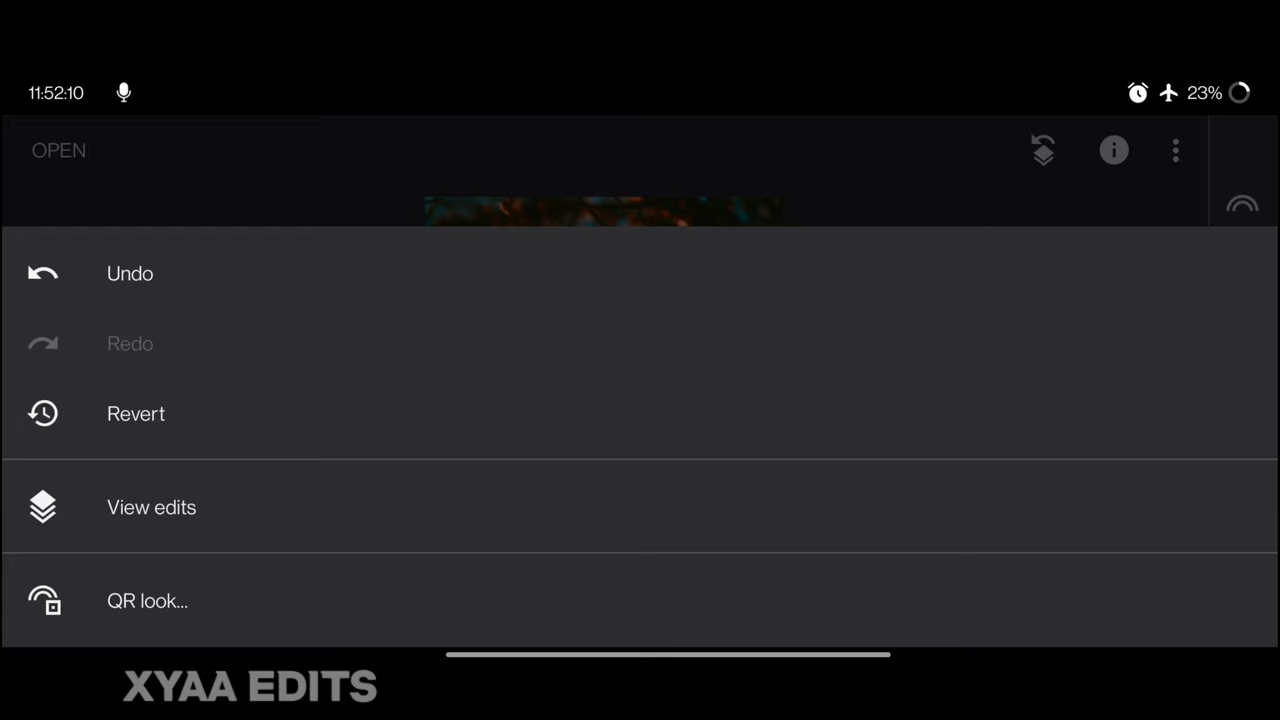 11:52:10
23%
OPEN
Undo
Redo
Revert
View edits
QR look...
XYAA EDITS